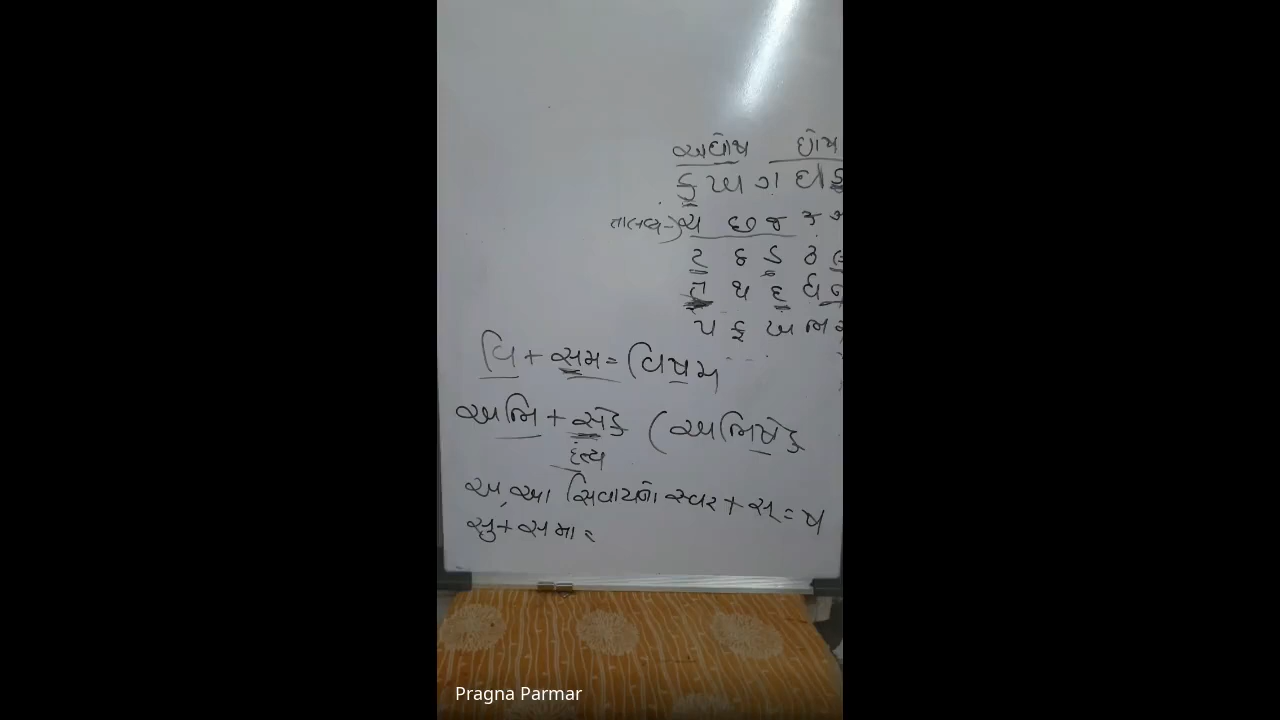 અઘોષ ઘોષ
ક ખ ગ ઘ ઙ
તાલવ્ય → ચ છ જ ઝ
ટ ઠ ડ ઢ
ત થ દ ધ ન
પ ફ બ ભ
વિ + સમ = વિષમ
અભિ + સેક (અભિષેક
દંત્ય
અ, આ સિવાયનો સ્વર + સ્ = ષ
સુ + સમા =
Pragna Parmar